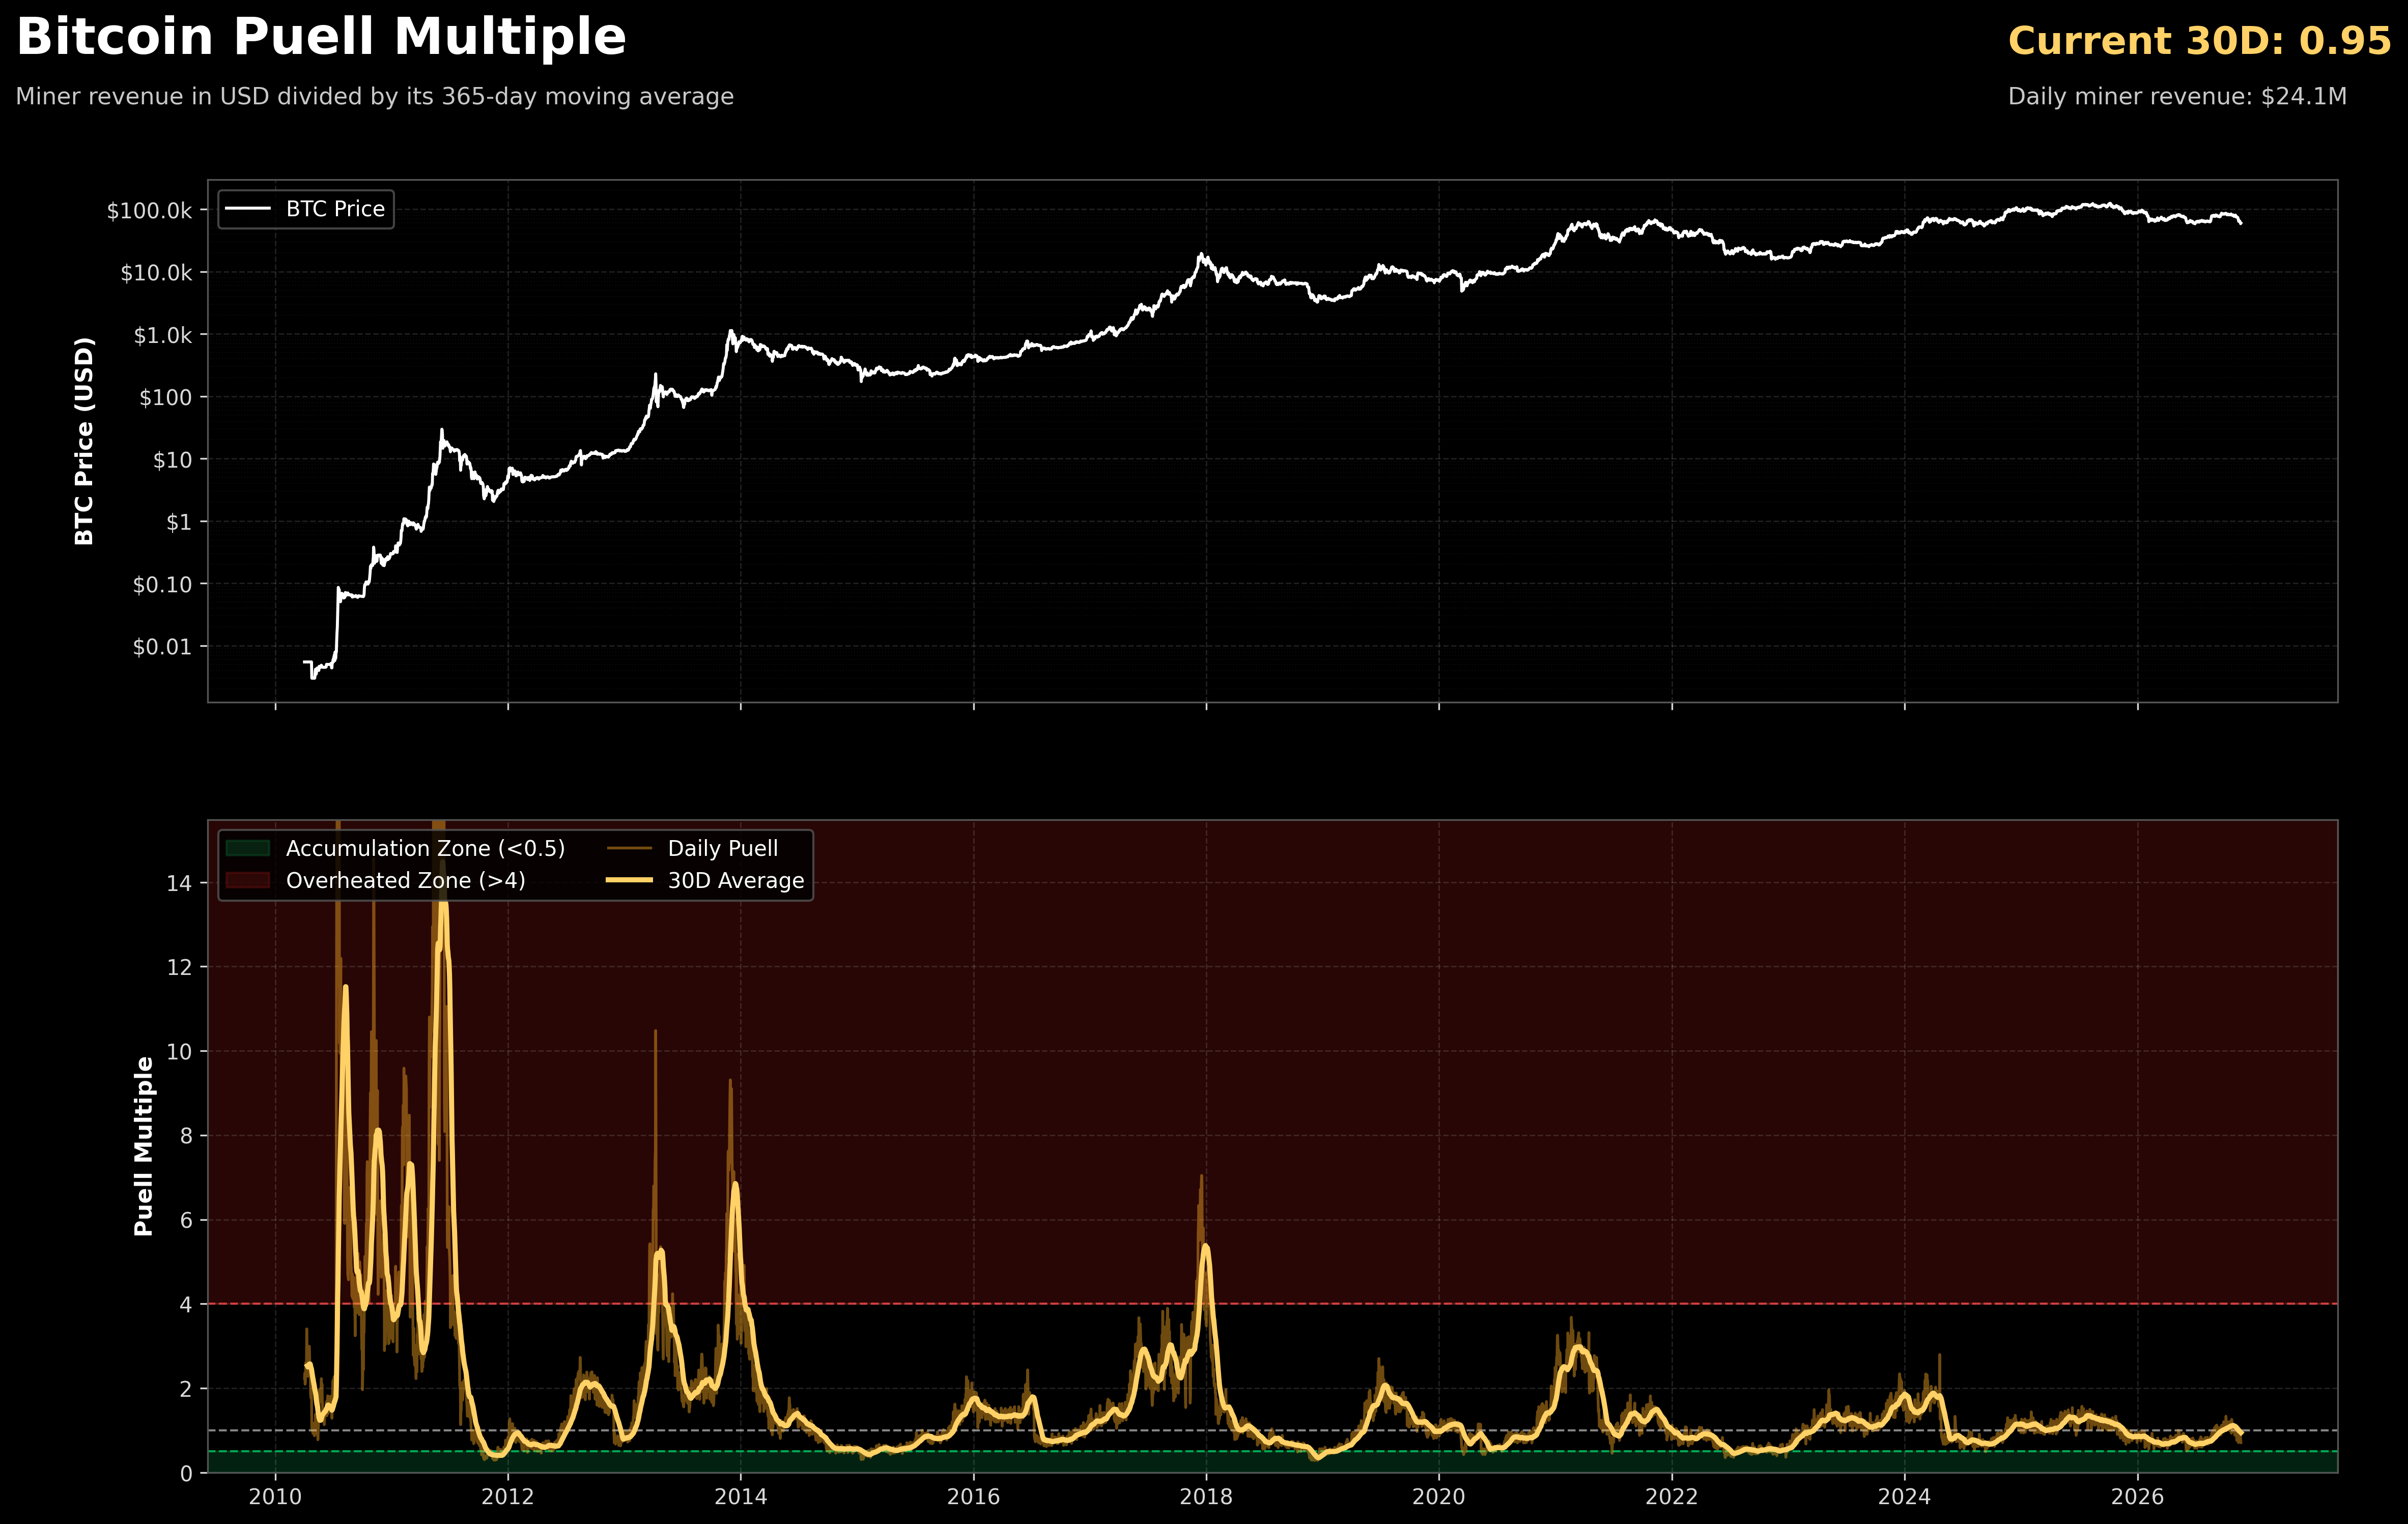 Bitcoin Puell Multiple
Current 30D: 0.95
Miner revenue in USD divided by its 365-day moving average
Daily miner revenue: $24.1M
BTC Price
$100.0k
$10.0k
$1.0k
$100
$10
$1
$0.10
$0.01
BTC Price (USD)
Accumulation Zone (<0.5)
Overheated Zone (>4)
Daily Puell
30D Average
14
12
10
8
6
4
2
0
Puell Multiple
2010
2012
2014
2016
2018
2020
2022
2024
2026